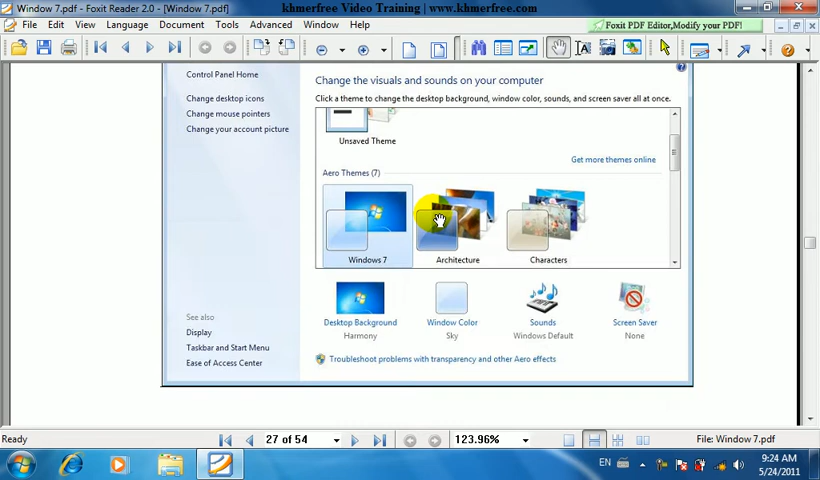 Window 7.pdf - Foxit Reader 2.0 - [Window 7.pdf]
khmerfree Video Training | www.khmerfree.com
File Edit View Language Document Tools Advanced Window Help
Foxit PDF Editor,Modify your PDF!
Control Panel Home
Change desktop icons
Change mouse pointers
Change your account picture
Change the visuals and sounds on your computer
Click a theme to change the desktop background, window color, sounds, and screen saver all at once.
Unsaved Theme
Get more themes online
Aero Themes (7)
Windows 7 Architecture Characters
Desktop Background Window Color Sounds Screen Saver
Harmony Sky Windows Default None
Troubleshoot problems with transparency and other Aero effects
See also
Display
Taskbar and Start Menu
Ease of Access Center
Ready 27 of 54 123.96% File: Window 7.pdf
EN 9:24 AM
5/24/2011